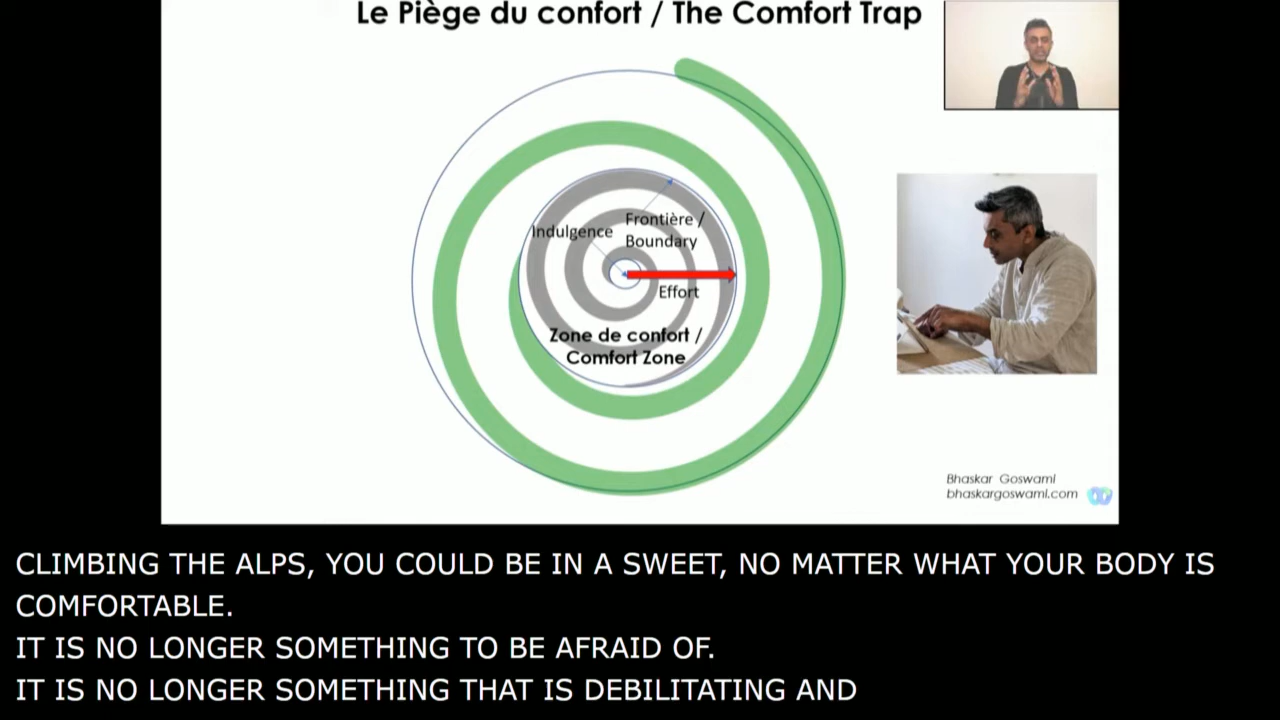 Le Piège du confort / The Comfort Trap
Indulgence
Frontière /
Boundary
Effort
Zone de confort /
Comfort Zone
Bhaskar Goswami
bhaskargoswami.com
CLIMBING THE ALPS, YOU COULD BE IN A SWEET, NO MATTER WHAT YOUR BODY IS
COMFORTABLE.
IT IS NO LONGER SOMETHING TO BE AFRAID OF.
IT IS NO LONGER SOMETHING THAT IS DEBILITATING AND